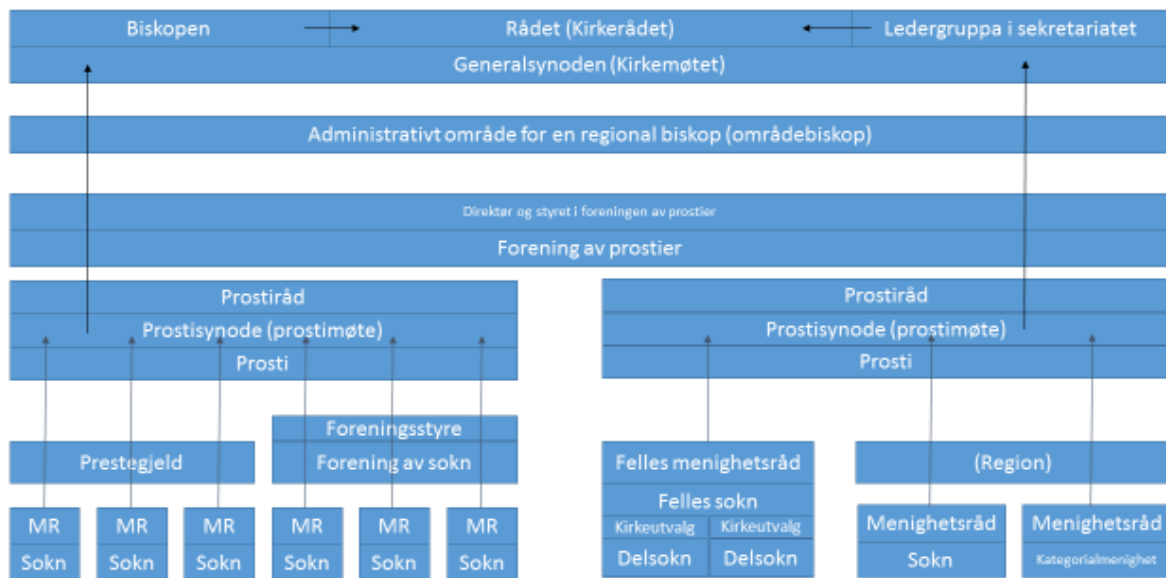 Biskopen
Rådet (Kirkerådet)
Ledergruppa i sekretariatet
Generalsynoden (Kirkemøtet)
Administrativt område for en regional biskop (områdebiskop)
Direktør og styret i foreningen av prostier
Forening av prostier
Prostiråd
Prostisynode (prostimøte)
Prosti
Prostiråd
Prostisynode (prostimøte)
Prosti
Prestegjeld
Foreningsstyre
Forening av sokn
MR
MR
MR
MR
MR
MR
Sokn
Sokn
Sokn
Sokn
Sokn
Sokn
Felles menighetsråd
Felles sokn
Kirkeutvalg
Kirkeutvalg
Delsokn
Delsokn
(Region)
Menighetsråd
Menighetsråd
Sokn
Kategorialmenighet